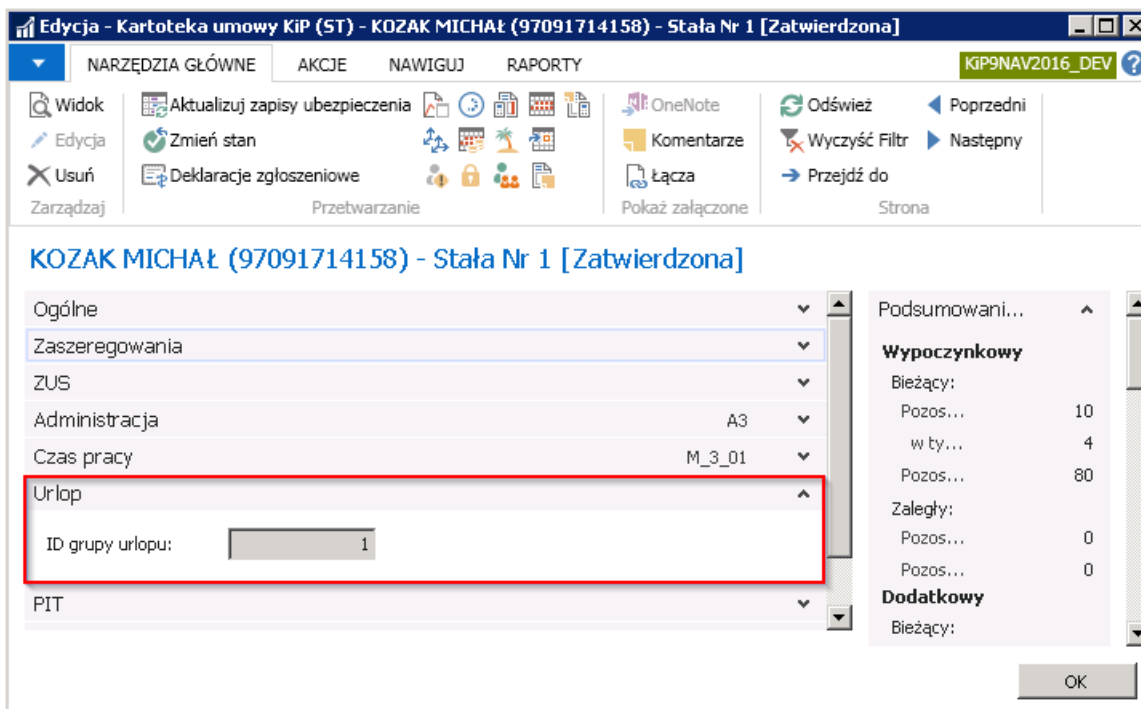 Edycja - Kartoteka umowy KiP (ST) - KOZAK MICHAŁ (97091714158) - Stała Nr 1 [Zatwierdzona]
NARZĘDZIA GŁÓWNE AKCJE NAWIGUJ RAPORTY KiP9NAV2016_DEV ?
Widok Aktualizuj zapisy ubezpieczenia OneNote Odśwież Poprzedni
Edycja Zmień stan Komentarze Wyczyść Filtr Następny
Usuń Deklaracje zgłoszeniowe Łącza Przejdź do
Zarządzaj Przetwarzanie Pokaż załączone Strona
KOZAK MICHAŁ (97091714158) - Stała Nr 1 [Zatwierdzona]
Ogólne
Zaszeregowania
ZUS
Administracja A3
Czas pracy M_3_01
Urlop
ID grupy urlopu: 1
PIT
Podsumowani...
Wypoczynkowy
Bieżący:
Pozos... 10
w ty... 4
Pozos... 80
Zaległy:
Pozos... 0
Pozos... 0
Dodatkowy
Bieżący:
OK